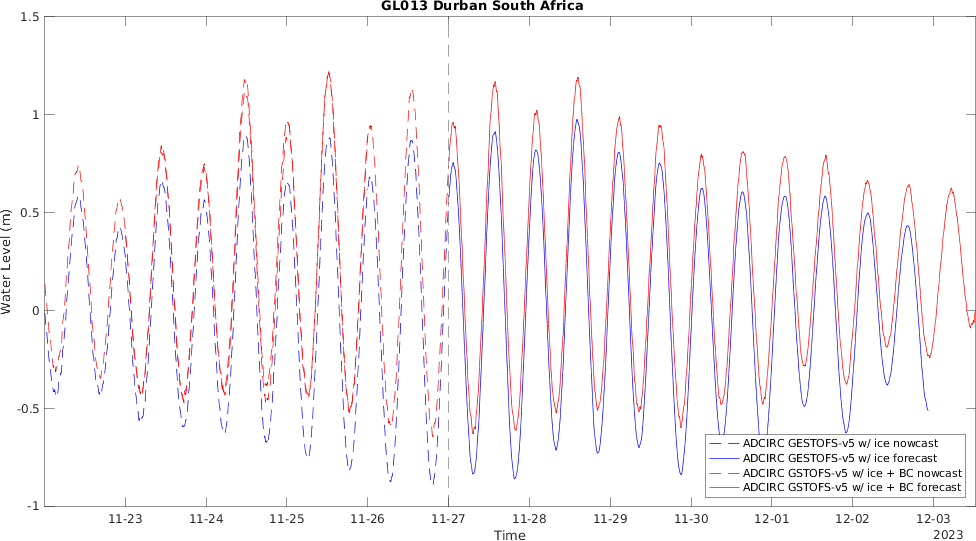 GL013 Durban South Africa
1.5
1
0.5
0
-0.5
-1
Water Level (m)
ADCIRC GESTOFS-v5 w/ ice nowcast
ADCIRC GESTOFS-v5 w/ ice forecast
ADCIRC GSTOFS-v5 w/ ice + BC nowcast
ADCIRC GSTOFS-v5 w/ ice + BC forecast
11-23 11-24 11-25 11-26 11-27 11-28 11-29 11-30 12-01 12-02 12-03
Time
2023